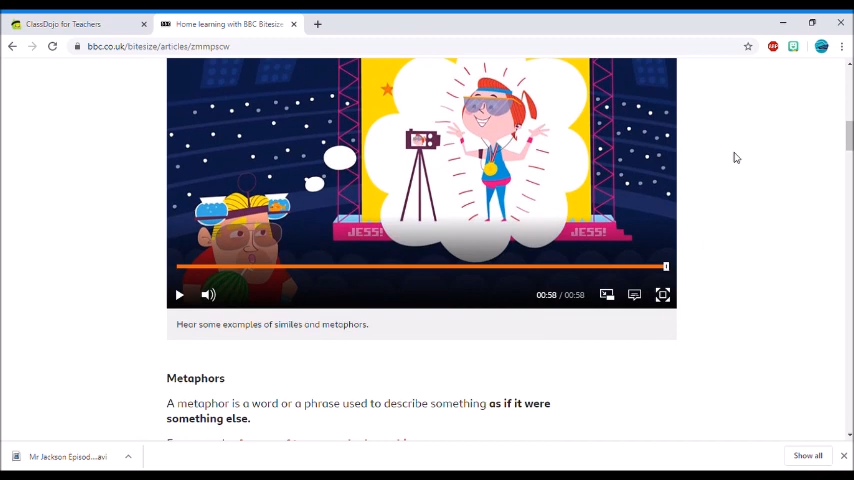 ClassDojo for Teachers
BBC Home learning with BBC Bitesize
bbc.co.uk/bitesize/articles/zmmpscw
ABP
JESS! JESS!
00:58 / 00:58
Hear some examples of similes and metaphors.
Metaphors
A metaphor is a word or a phrase used to describe something as if it were
something else.
Mr Jackson Episod....avi
Show all